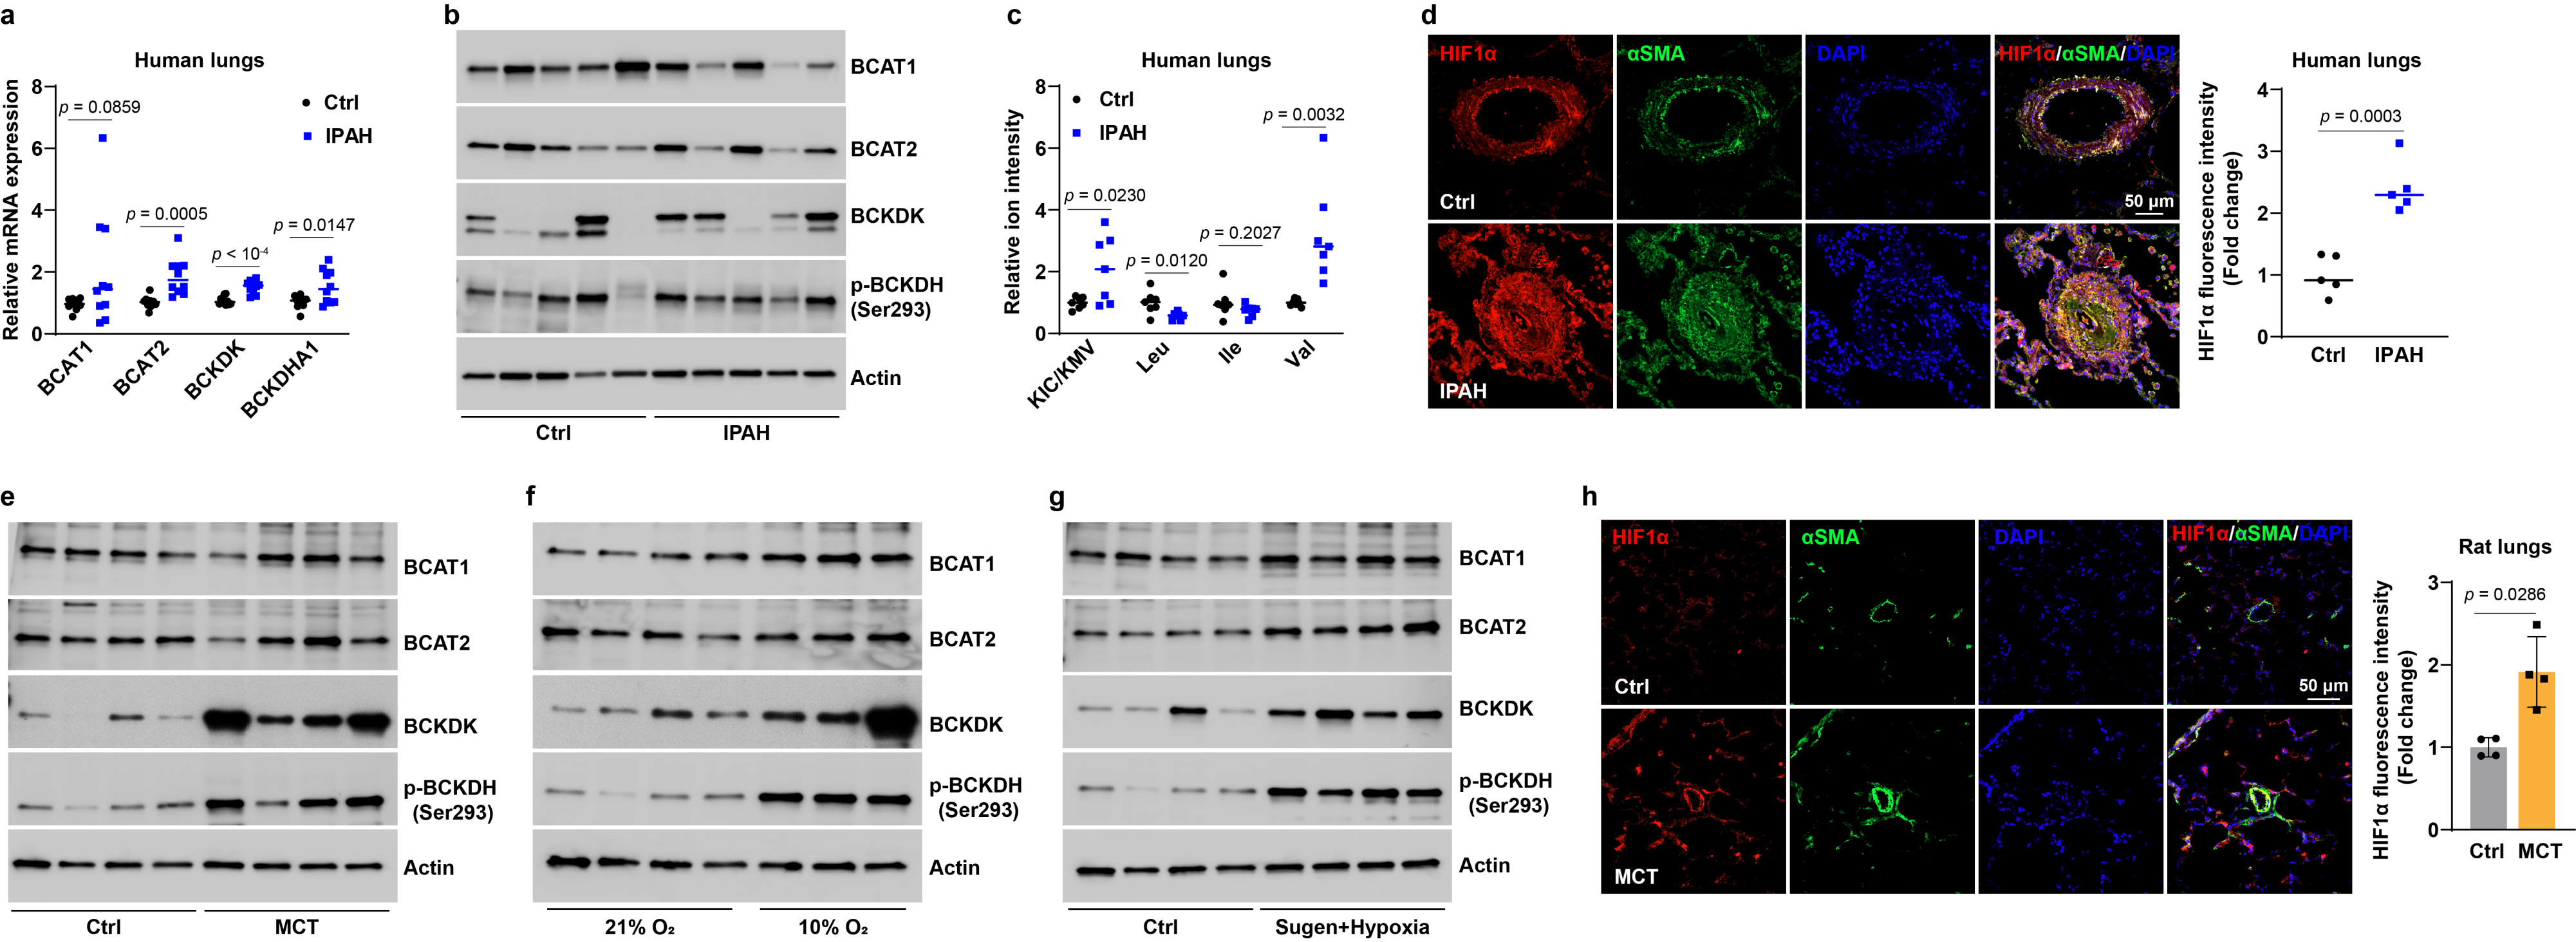 a
Human lungs
Relative mRNA expression
8
6
4
2
0
p = 0.0859
p = 0.0005
p < 10-4
p = 0.0147
Ctrl
IPAH
BCAT1
BCAT2
BCKDK
BCKDHA1
b
BCAT1
BCAT2
BCKDK
p-BCKDH
(Ser293)
Actin
Ctrl
IPAH
c
Human lungs
Relative ion intensity
8
6
4
2
0
Ctrl
IPAH
p = 0.0230
p = 0.0120
p = 0.2027
p = 0.0032
KIC/KMV
Leu
Ile
Val
d
HIF1α
αSMA
DAPI
HIF1α/αSMA/DAPI
Ctrl
50 μm
IPAH
Human lungs
HIF1α fluorescence intensity
(Fold change)
4
3
2
1
0
p = 0.0003
Ctrl
IPAH
e
BCAT1
BCAT2
BCKDK
p-BCKDH
(Ser293)
Actin
Ctrl
MCT
f
BCAT1
BCAT2
BCKDK
p-BCKDH
(Ser293)
Actin
21% O₂
10% O₂
g
BCAT1
BCAT2
BCKDK
p-BCKDH
(Ser293)
Actin
Ctrl
Sugen+Hypoxia
h
HIF1α
αSMA
DAPI
HIF1α/αSMA/DAPI
Ctrl
50 μm
MCT
Rat lungs
HIF1α fluorescence intensity
(Fold change)
3
2
1
0
p = 0.0286
Ctrl
MCT